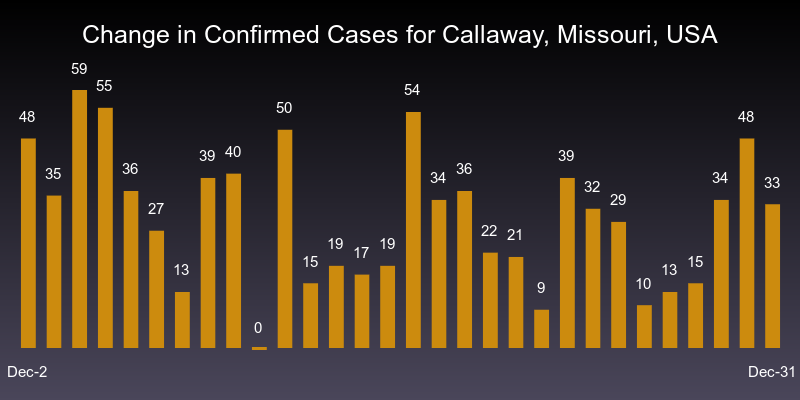 Change in Confirmed Cases for Callaway, Missouri, USA
48 35 59 55 36 27 13 39 40 0 50 15 19 17 19 54 34 36 22 21 9 39 32 29 10 13 15 34 48 33
Dec-2 Dec-31